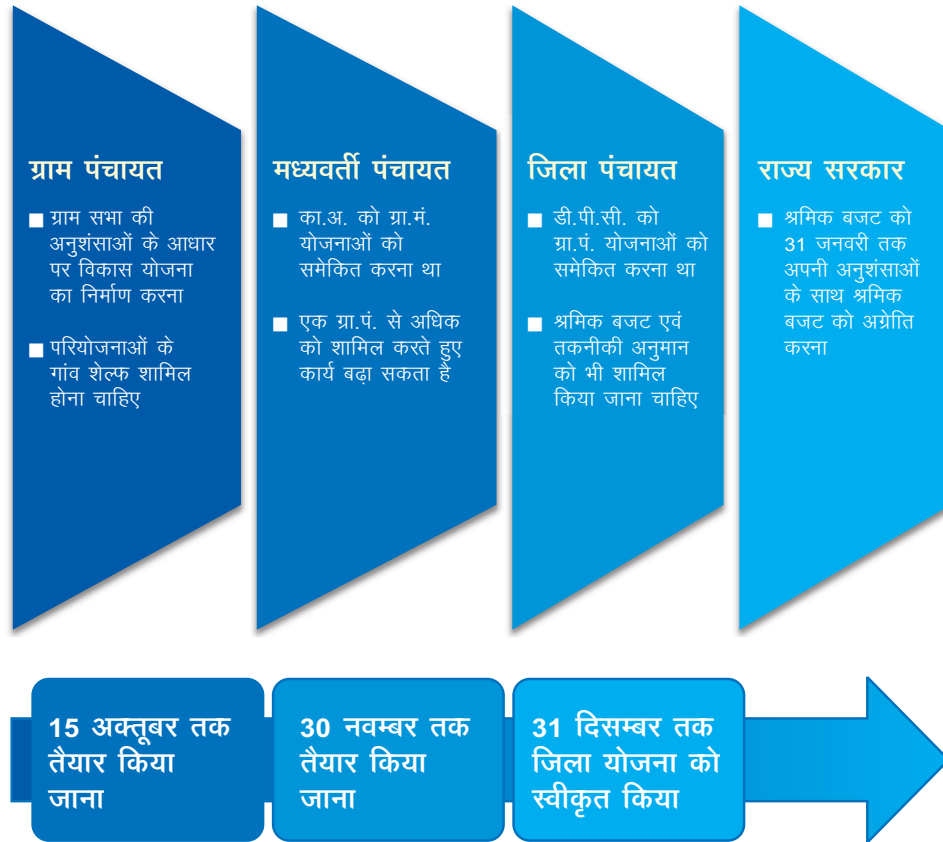 ग्राम पंचायत
ग्राम सभा की
अनुशंसाओं के आधार
पर विकास योजना
का निर्माण करना
परियोजनाओं के
गांव शेल्फ शामिल
होना चाहिए
मध्यवर्ती पंचायत
का.अ. को ग्रा.मं.
योजनाओं को
समेकित करना था
एक ग्रा.पं. से अधिक
को शामिल करते हुए
कार्य बढ़ा सकता है
जिला पंचायत
डी.पी.सी. को
ग्रा.पं. योजनाओं को
समेकित करना था
श्रमिक बजट एवं
तकनीकी अनुमान
को भी शामिल
किया जाना चाहिए
राज्य सरकार
श्रमिक बजट को
31 जनवरी तक
अपनी अनुशंसाओं
के साथ श्रमिक
बजट को अग्रेाति
करना
15 अक्तूबर तक
तैयार किया
जाना
30 नवम्बर तक
तैयार किया
जाना
31 दिसम्बर तक
जिला योजना को
स्वीकृत किया